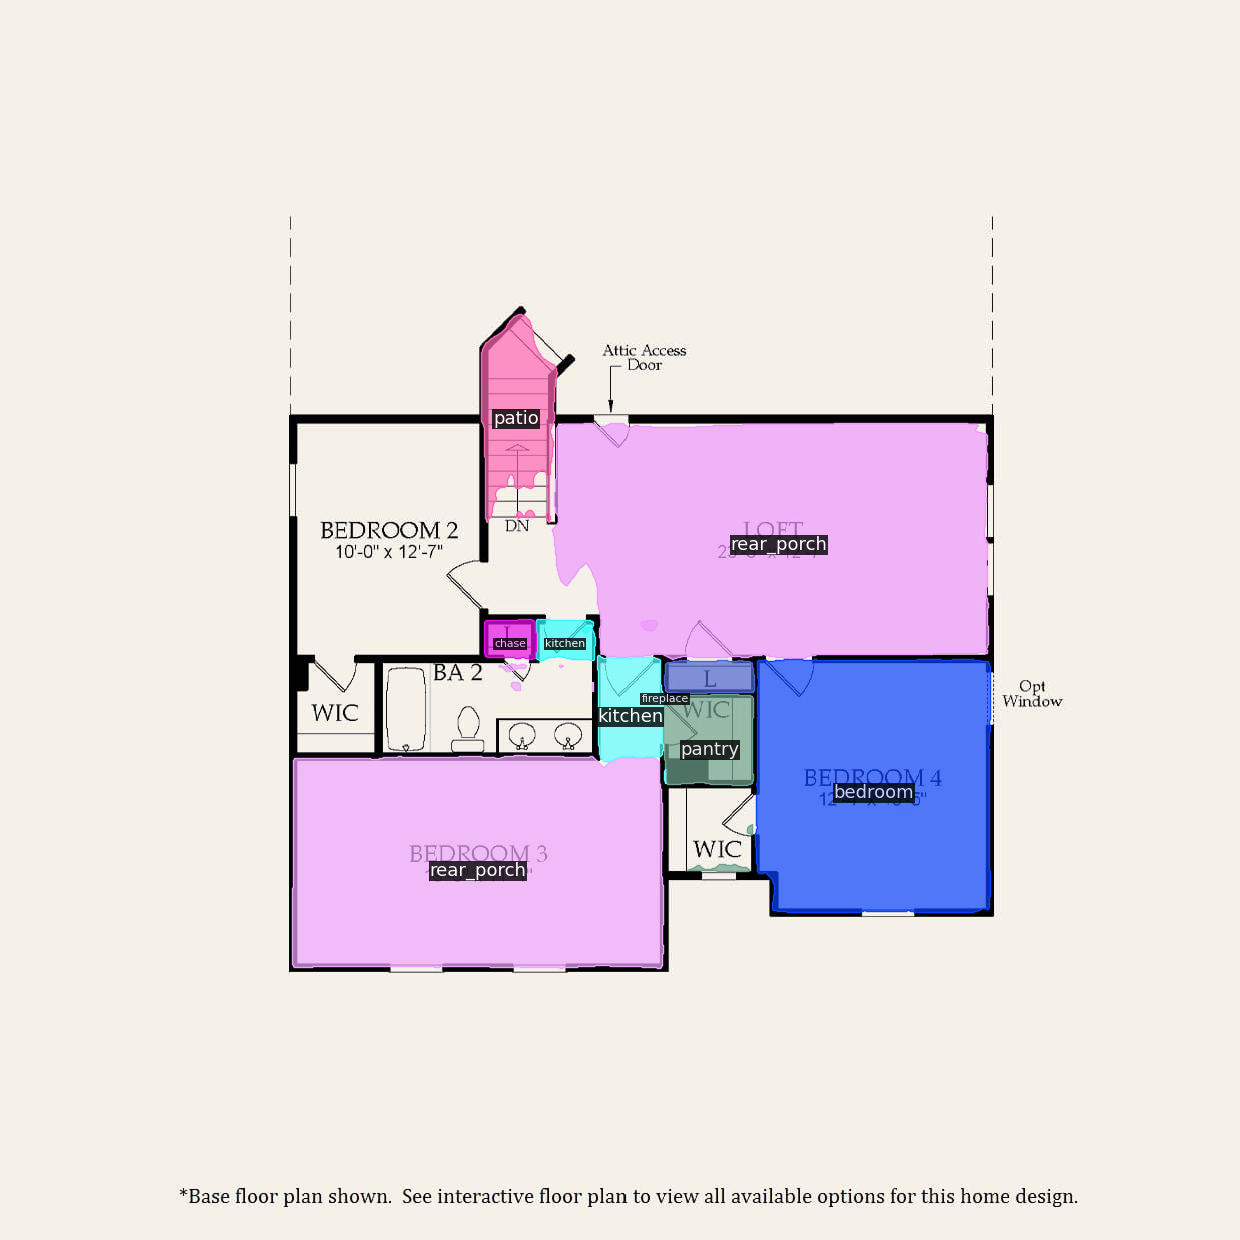 Attic Access
Door
patio
BEDROOM 2
10'-0" x 12'-7"
DN
LOFT
rear_porch
chase
kitchen
BA 2
L
fireplace
WIC
WIC
kitchen
pantry
Opt
Window
BEDROOM 4
bedroom
WIC
BEDROOM 3
rear_porch
*Base floor plan shown. See interactive floor plan to view all available options for this home design.